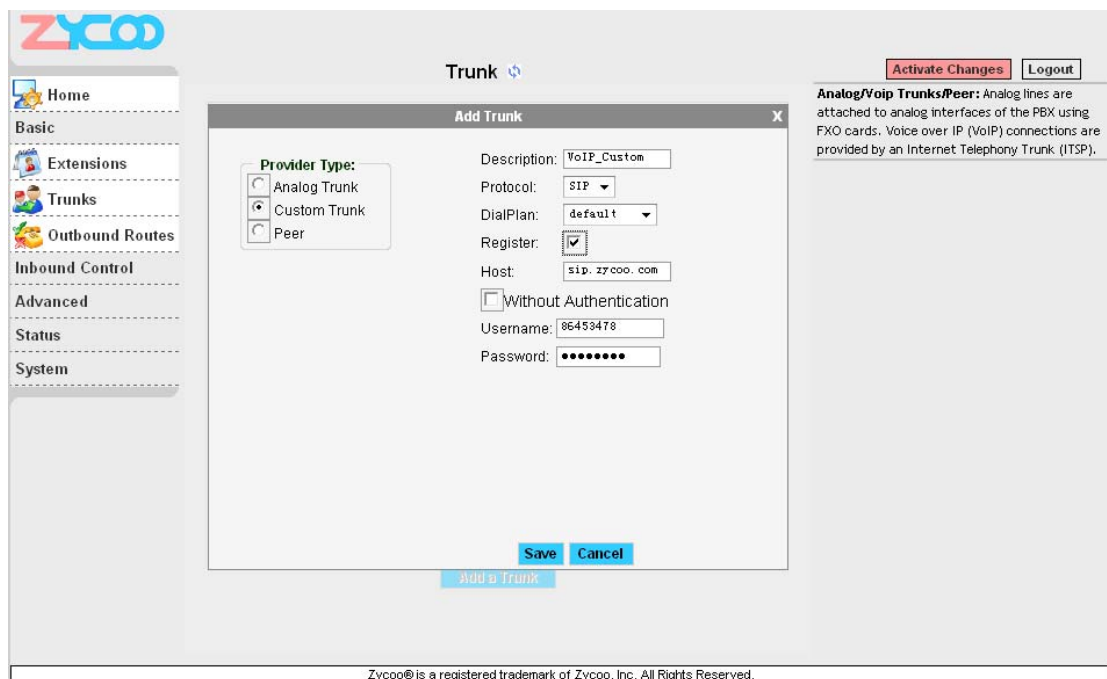 ZYCOO
Trunk
Activate Changes
Logout
Home
Basic
Extensions
Trunks
Outbound Routes
Inbound Control
Advanced
Status
System
Add Trunk
X
Provider Type:
Analog Trunk
Custom Trunk
Peer
Description: VoIP_Custom
Protocol: SIP
DialPlan: default
Register:
Host: sip.zycoo.com
Without Authentication
Username: 86453478
Password: ●●●●●●●●
Save
Cancel
Add a Trunk
Analog/Voip Trunks/Peer: Analog lines are
attached to analog interfaces of the PBX using
FXO cards. Voice over IP (VoIP) connections are
provided by an Internet Telephony Trunk (ITSP).
Zycoo® is a registered trademark of Zycoo, Inc. All Rights Reserved.